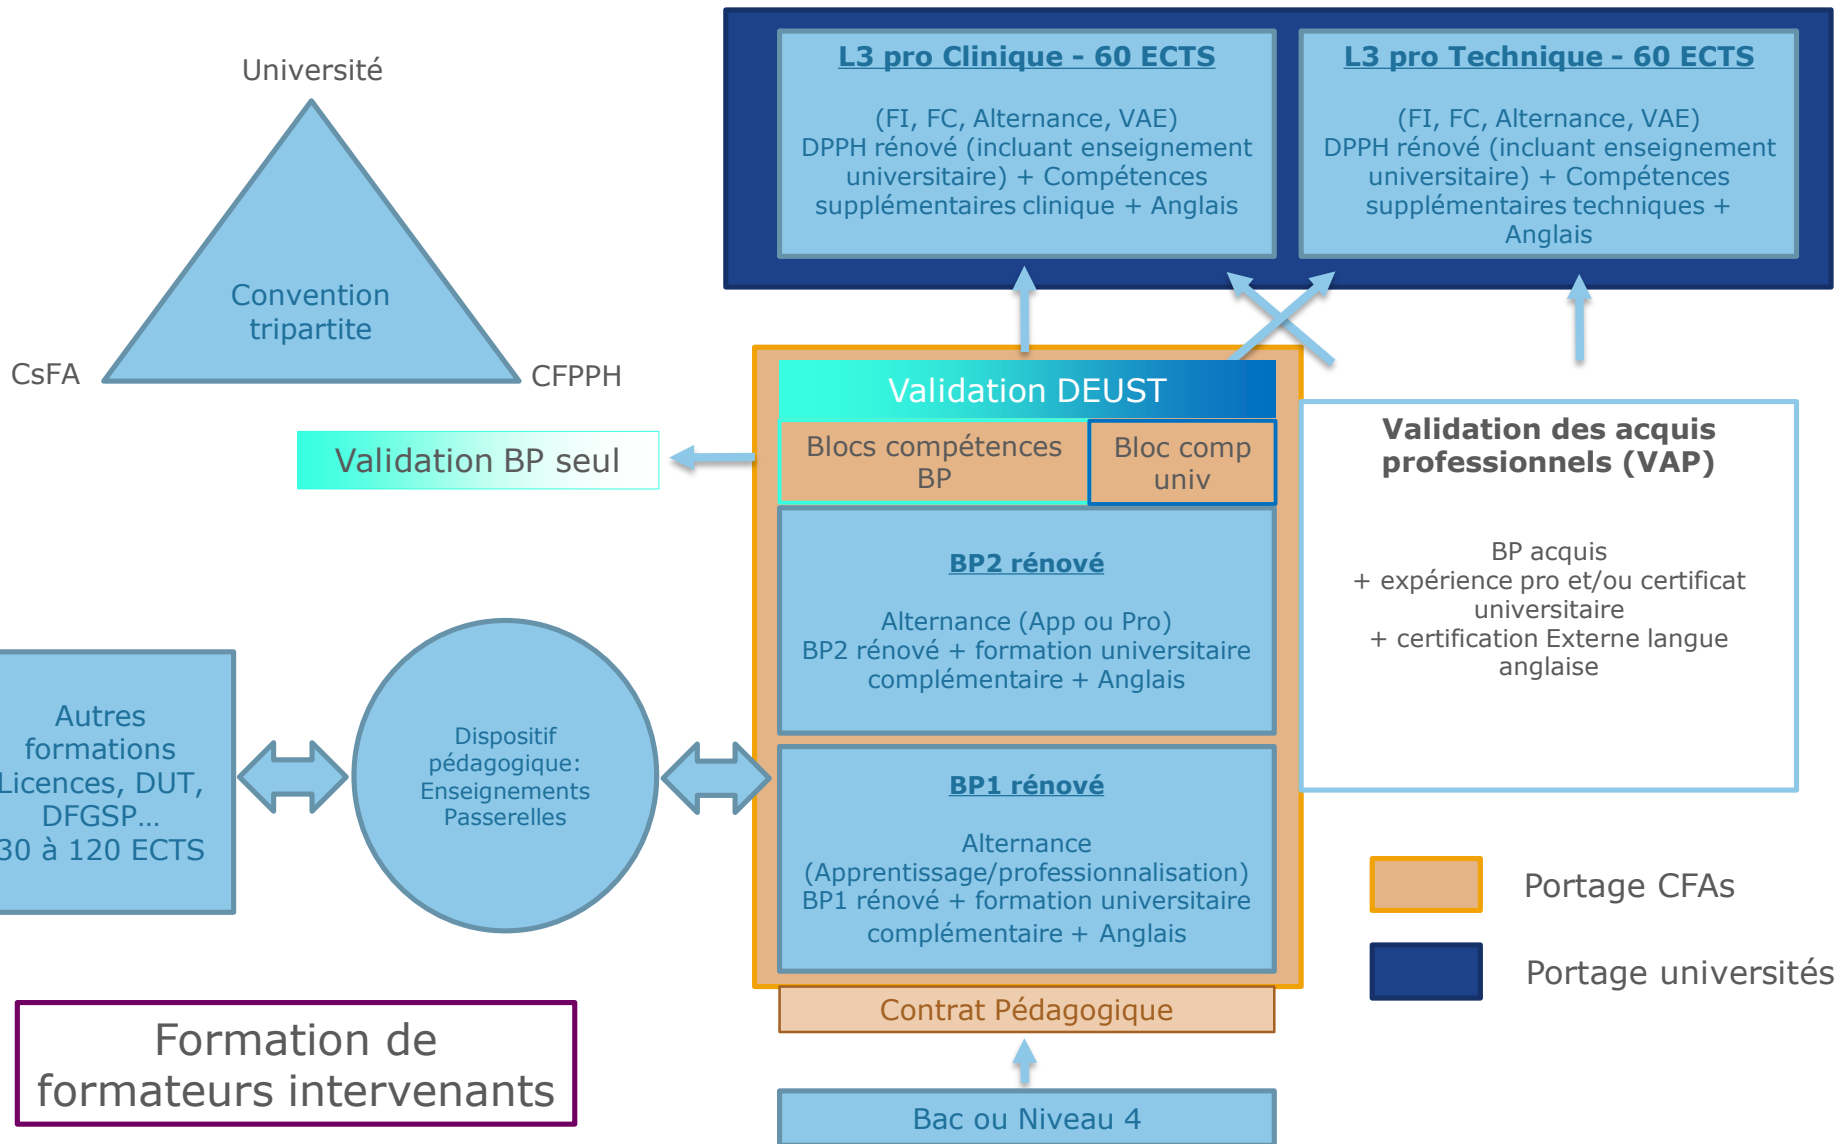 Université
Convention
tripartite
CsFA
CFPPH
L3 pro Clinique – 60 ECTS
(FI, FC, Alternance, VAE)
DPPH rénové (incluant enseignement
universitaire) + Compétences
supplémentaires clinique + Anglais
L3 pro Technique – 60 ECTS
(FI, FC, Alternance, VAE)
DPPH rénové (incluant enseignement
universitaire) + Compétences
supplémentaires techniques +
Anglais
Validation DEUST
Blocs compétences
BP
Bloc comp
univ
Validation BP seul
BP2 rénové
Alternance (App ou Pro)
BP2 rénové + formation universitaire
complémentaire + Anglais
BP1 rénové
Alternance
(Apprentissage/professionnalisation)
BP1 rénové + formation universitaire
complémentaire + Anglais
Contrat Pédagogique
Bac ou Niveau 4
Validation des acquis
professionnels (VAP)
BP acquis
+ expérience pro et/ou certificat
universitaire
+ certification Externe langue
anglaise
Autres
formations
Licences, DUT,
DFGSP…
30 à 120 ECTS
Dispositif
pédagogique:
Enseignements
Passerelles
Portage CFAs
Portage universités
Formation de
formateurs intervenants